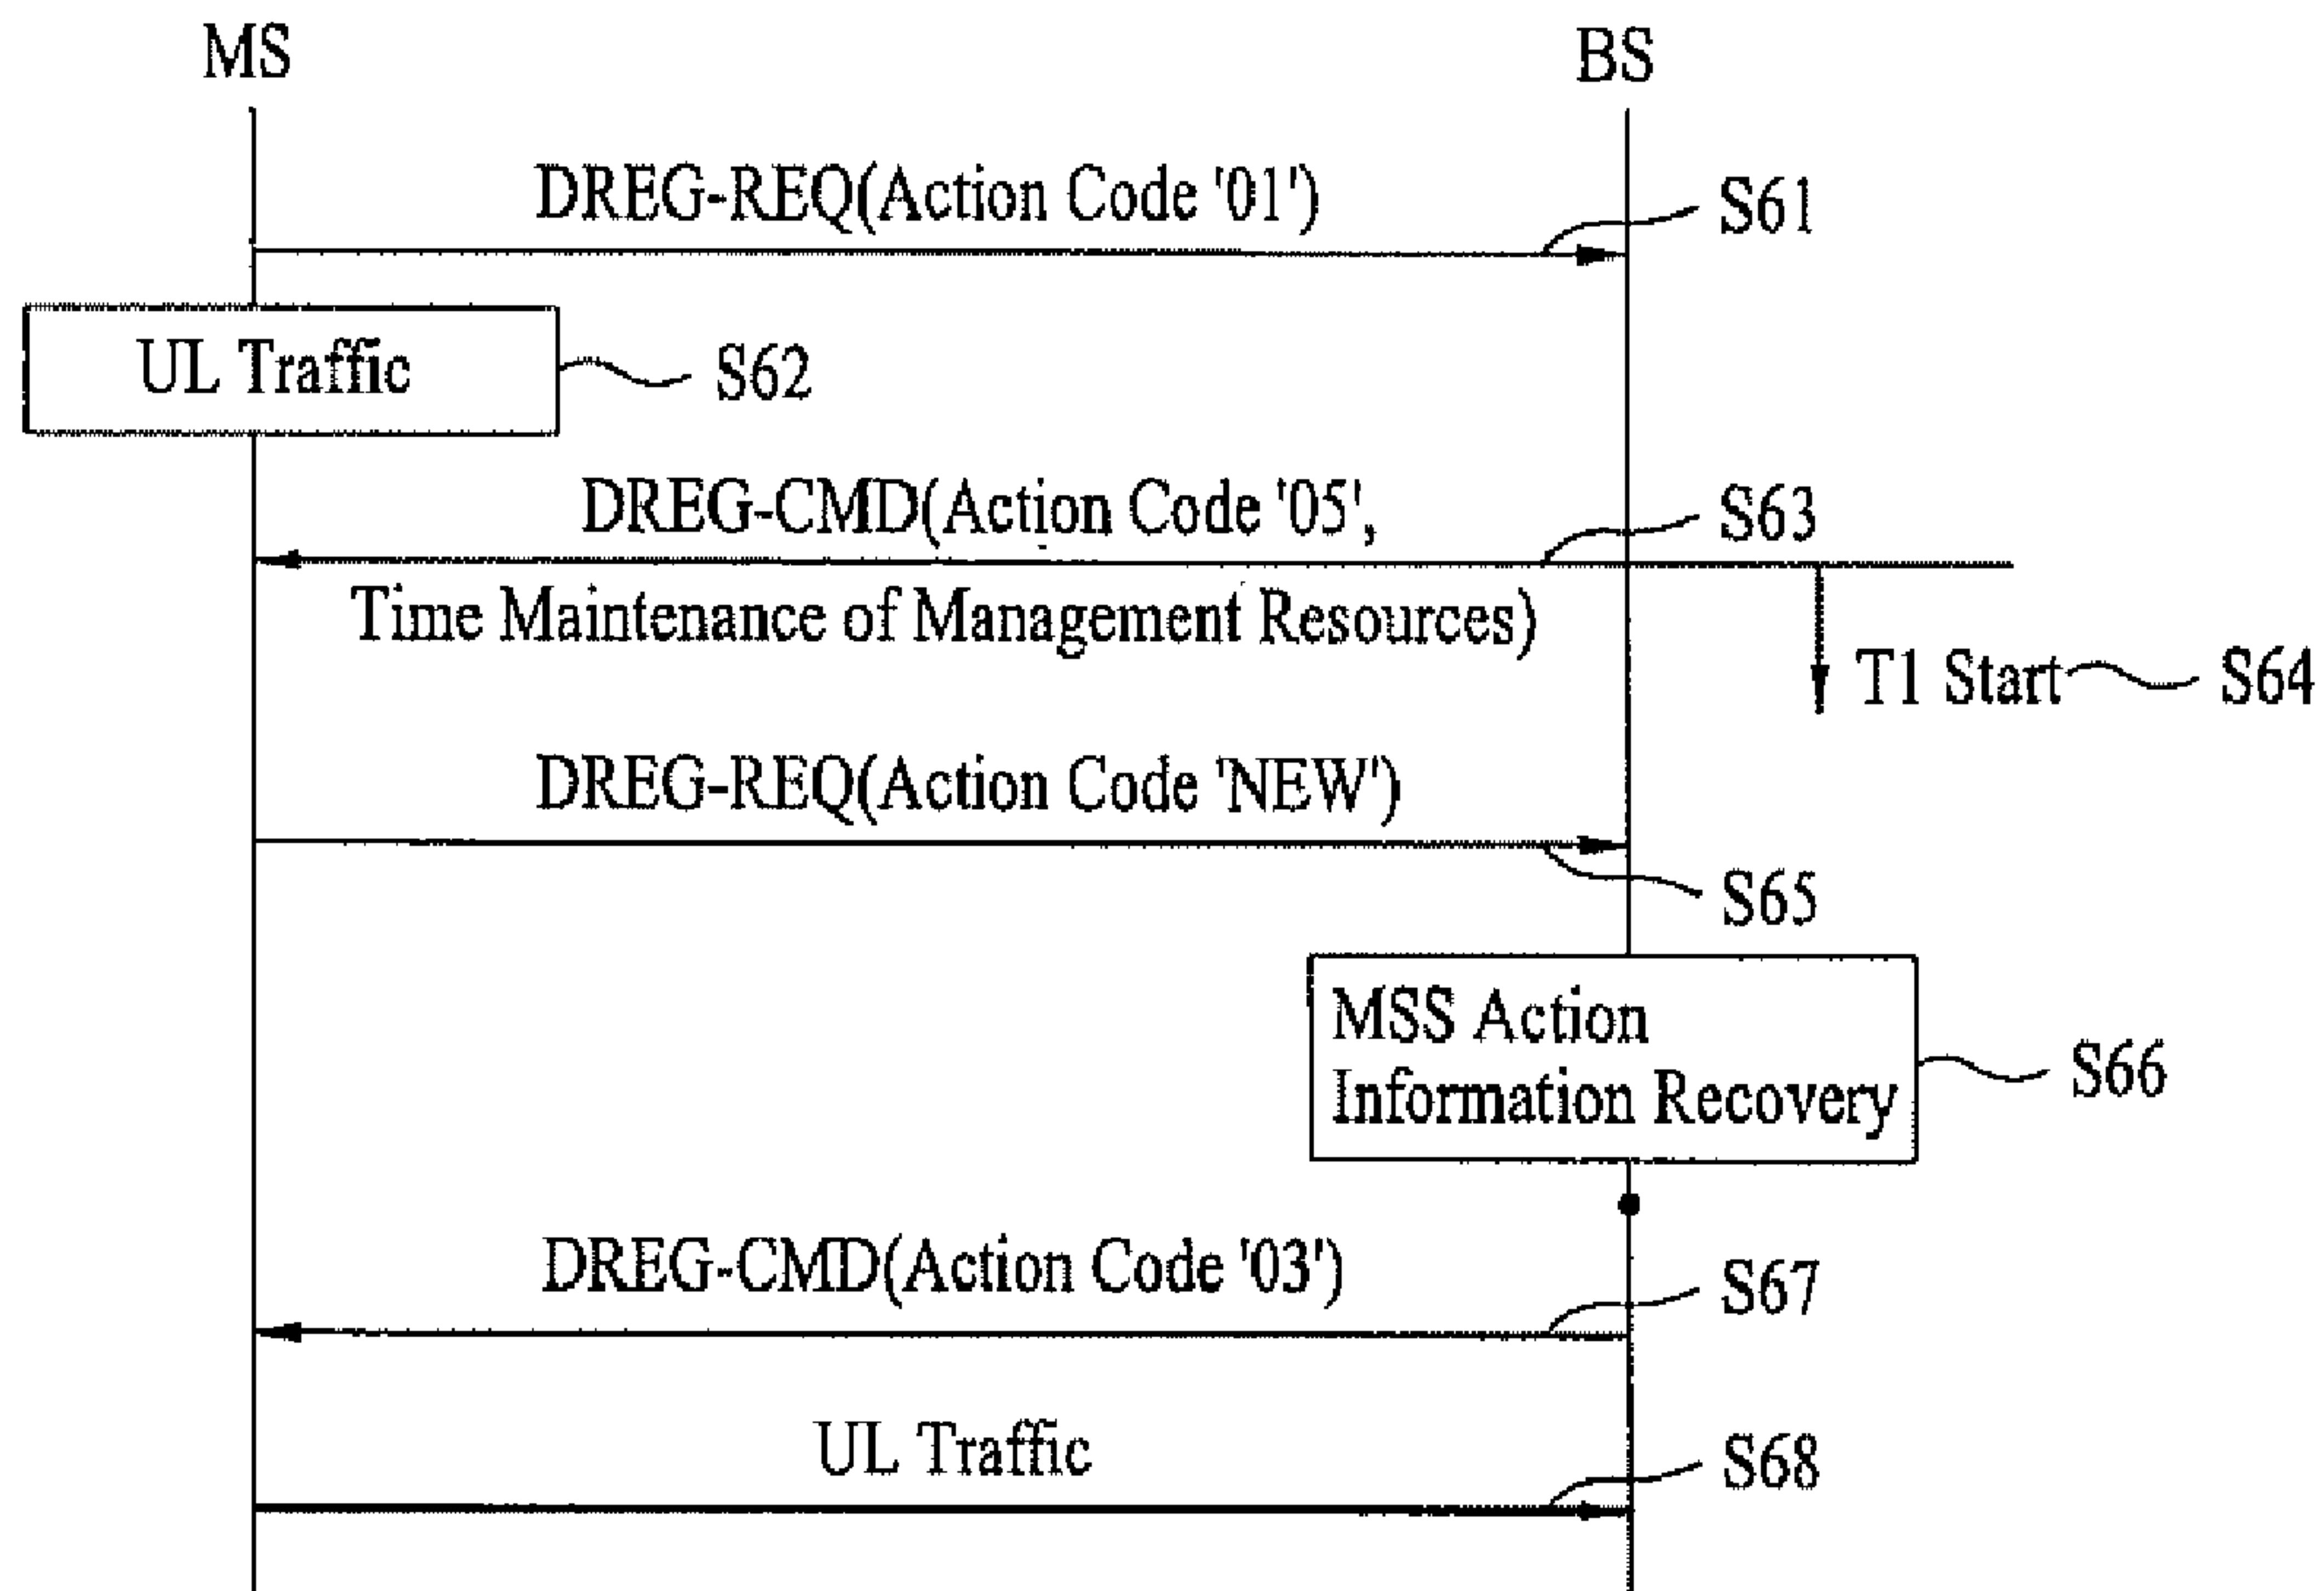 MS
BS
DREG-REQ(Action Code '01')
S61
UL Traffic
S62
DREG-CMD(Action Code '05',
S63
Time Maintenance of Management Resources)
T1 Start
S64
DREG-REQ(Action Code 'NEW')
S65
MSS Action
Information Recovery
S66
DREG-CMD(Action Code '03')
S67
UL Traffic
S68